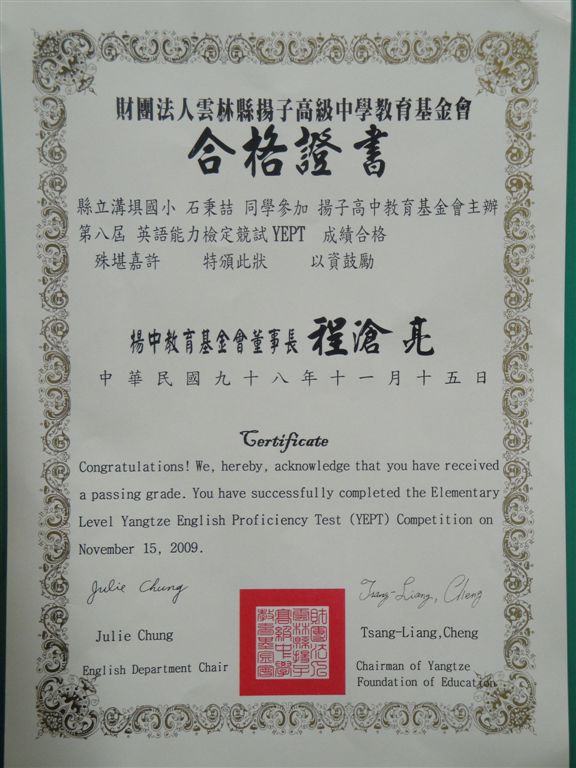 財團法人雲林縣揚子高級中學教育基金會
合格證書
縣立溝埧國小 石秉喆 同學參加 揚子高中教育基金會主辦
第八屆 英語能力檢定競試YEPT 成績合格
殊堪嘉許 特頒此狀 以資鼓勵
揚中教育基金會董事長 程滄亮
中華民國九十八年十一月十五日
Certificate
Congratulations! We, hereby, acknowledge that you have received
a passing grade. You have successfully completed the Elementary
Level Yangtze English Proficiency Test (YEPT) Competition on
November 15, 2009.
Julie Chung
Tsang-Liang, Cheng
Julie Chung
Tsang-Liang,Cheng
English Department Chair
Chairman of Yangtze
Foundation of Education